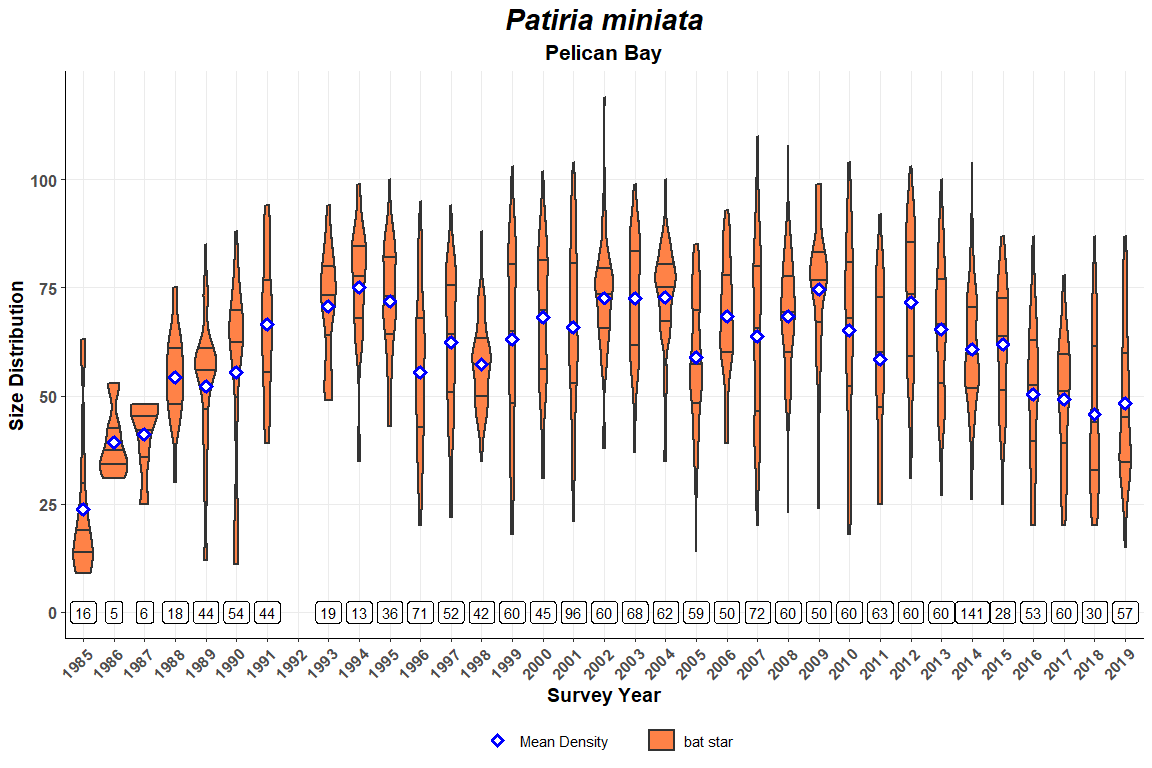 Patiria miniata
Pelican Bay
Size Distribution
100
75
50
25
0
16 5 6 18 44 54 44 19 13 36 71 52 42 60 45 96 60 68 62 59 50 72 60 50 60 63 60 60 141 28 53 60 30 57
1985 1986 1987 1988 1989 1990 1991 1992 1993 1994 1995 1996 1997 1998 1999 2000 2001 2002 2003 2004 2005 2006 2007 2008 2009 2010 2011 2012 2013 2014 2015 2016 2017 2018 2019
Survey Year
Mean Density bat star